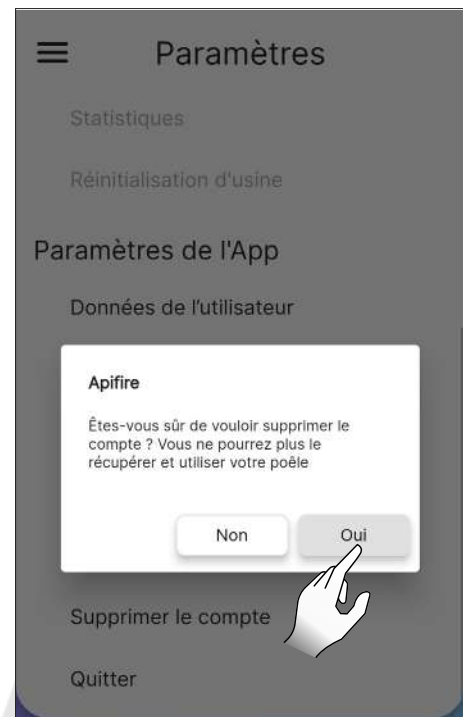 Paramètres
Statistiques
Réinitialisation d'usine
Paramètres de l'App
Données de l'utilisateur
Apifire
Êtes-vous sûr de vouloir supprimer le
compte ? Vous ne pourrez plus le
récupérer et utiliser votre poêle
Non Oui
Supprimer le compte
Quitter